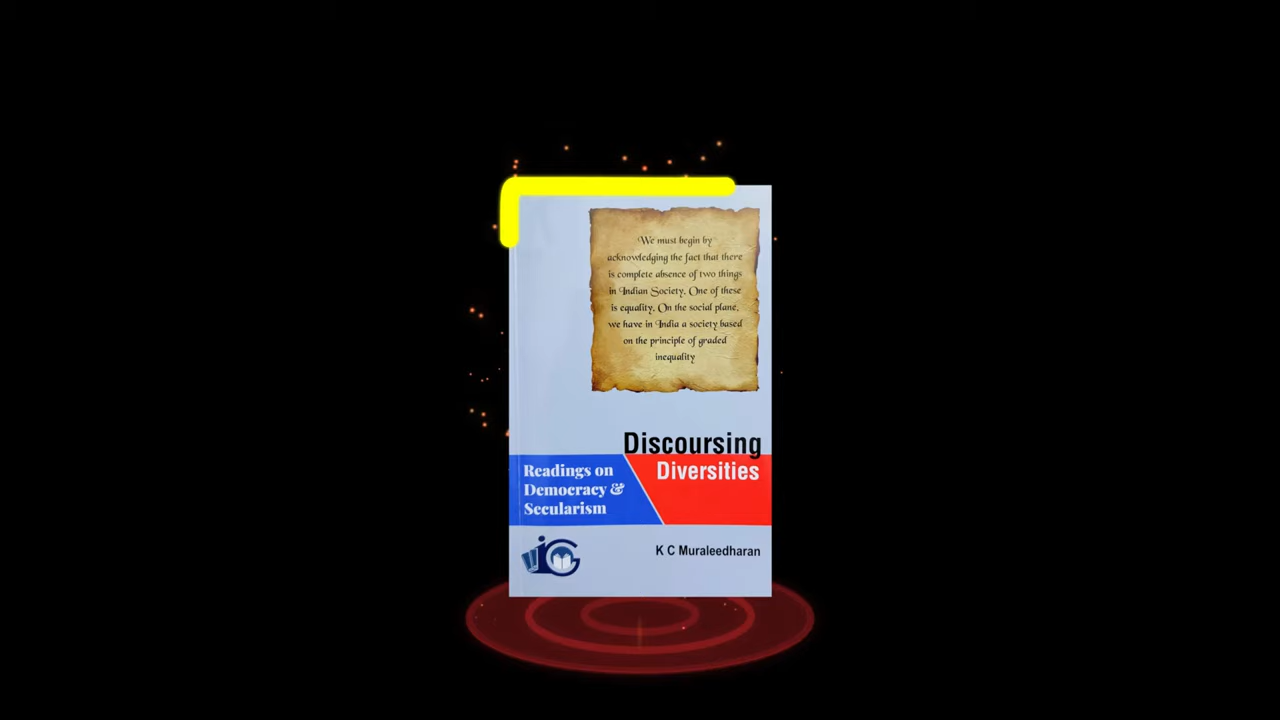 We must begin by
acknowledging the fact that there
is complete absence of two things
in Indian Society, One of these
is equality, On the social plane,
we have in India a society based
on the principle of graded
inequality
Discoursing
Diversities
Readings on
Democracy &
Secularism
K C Muraleedharan